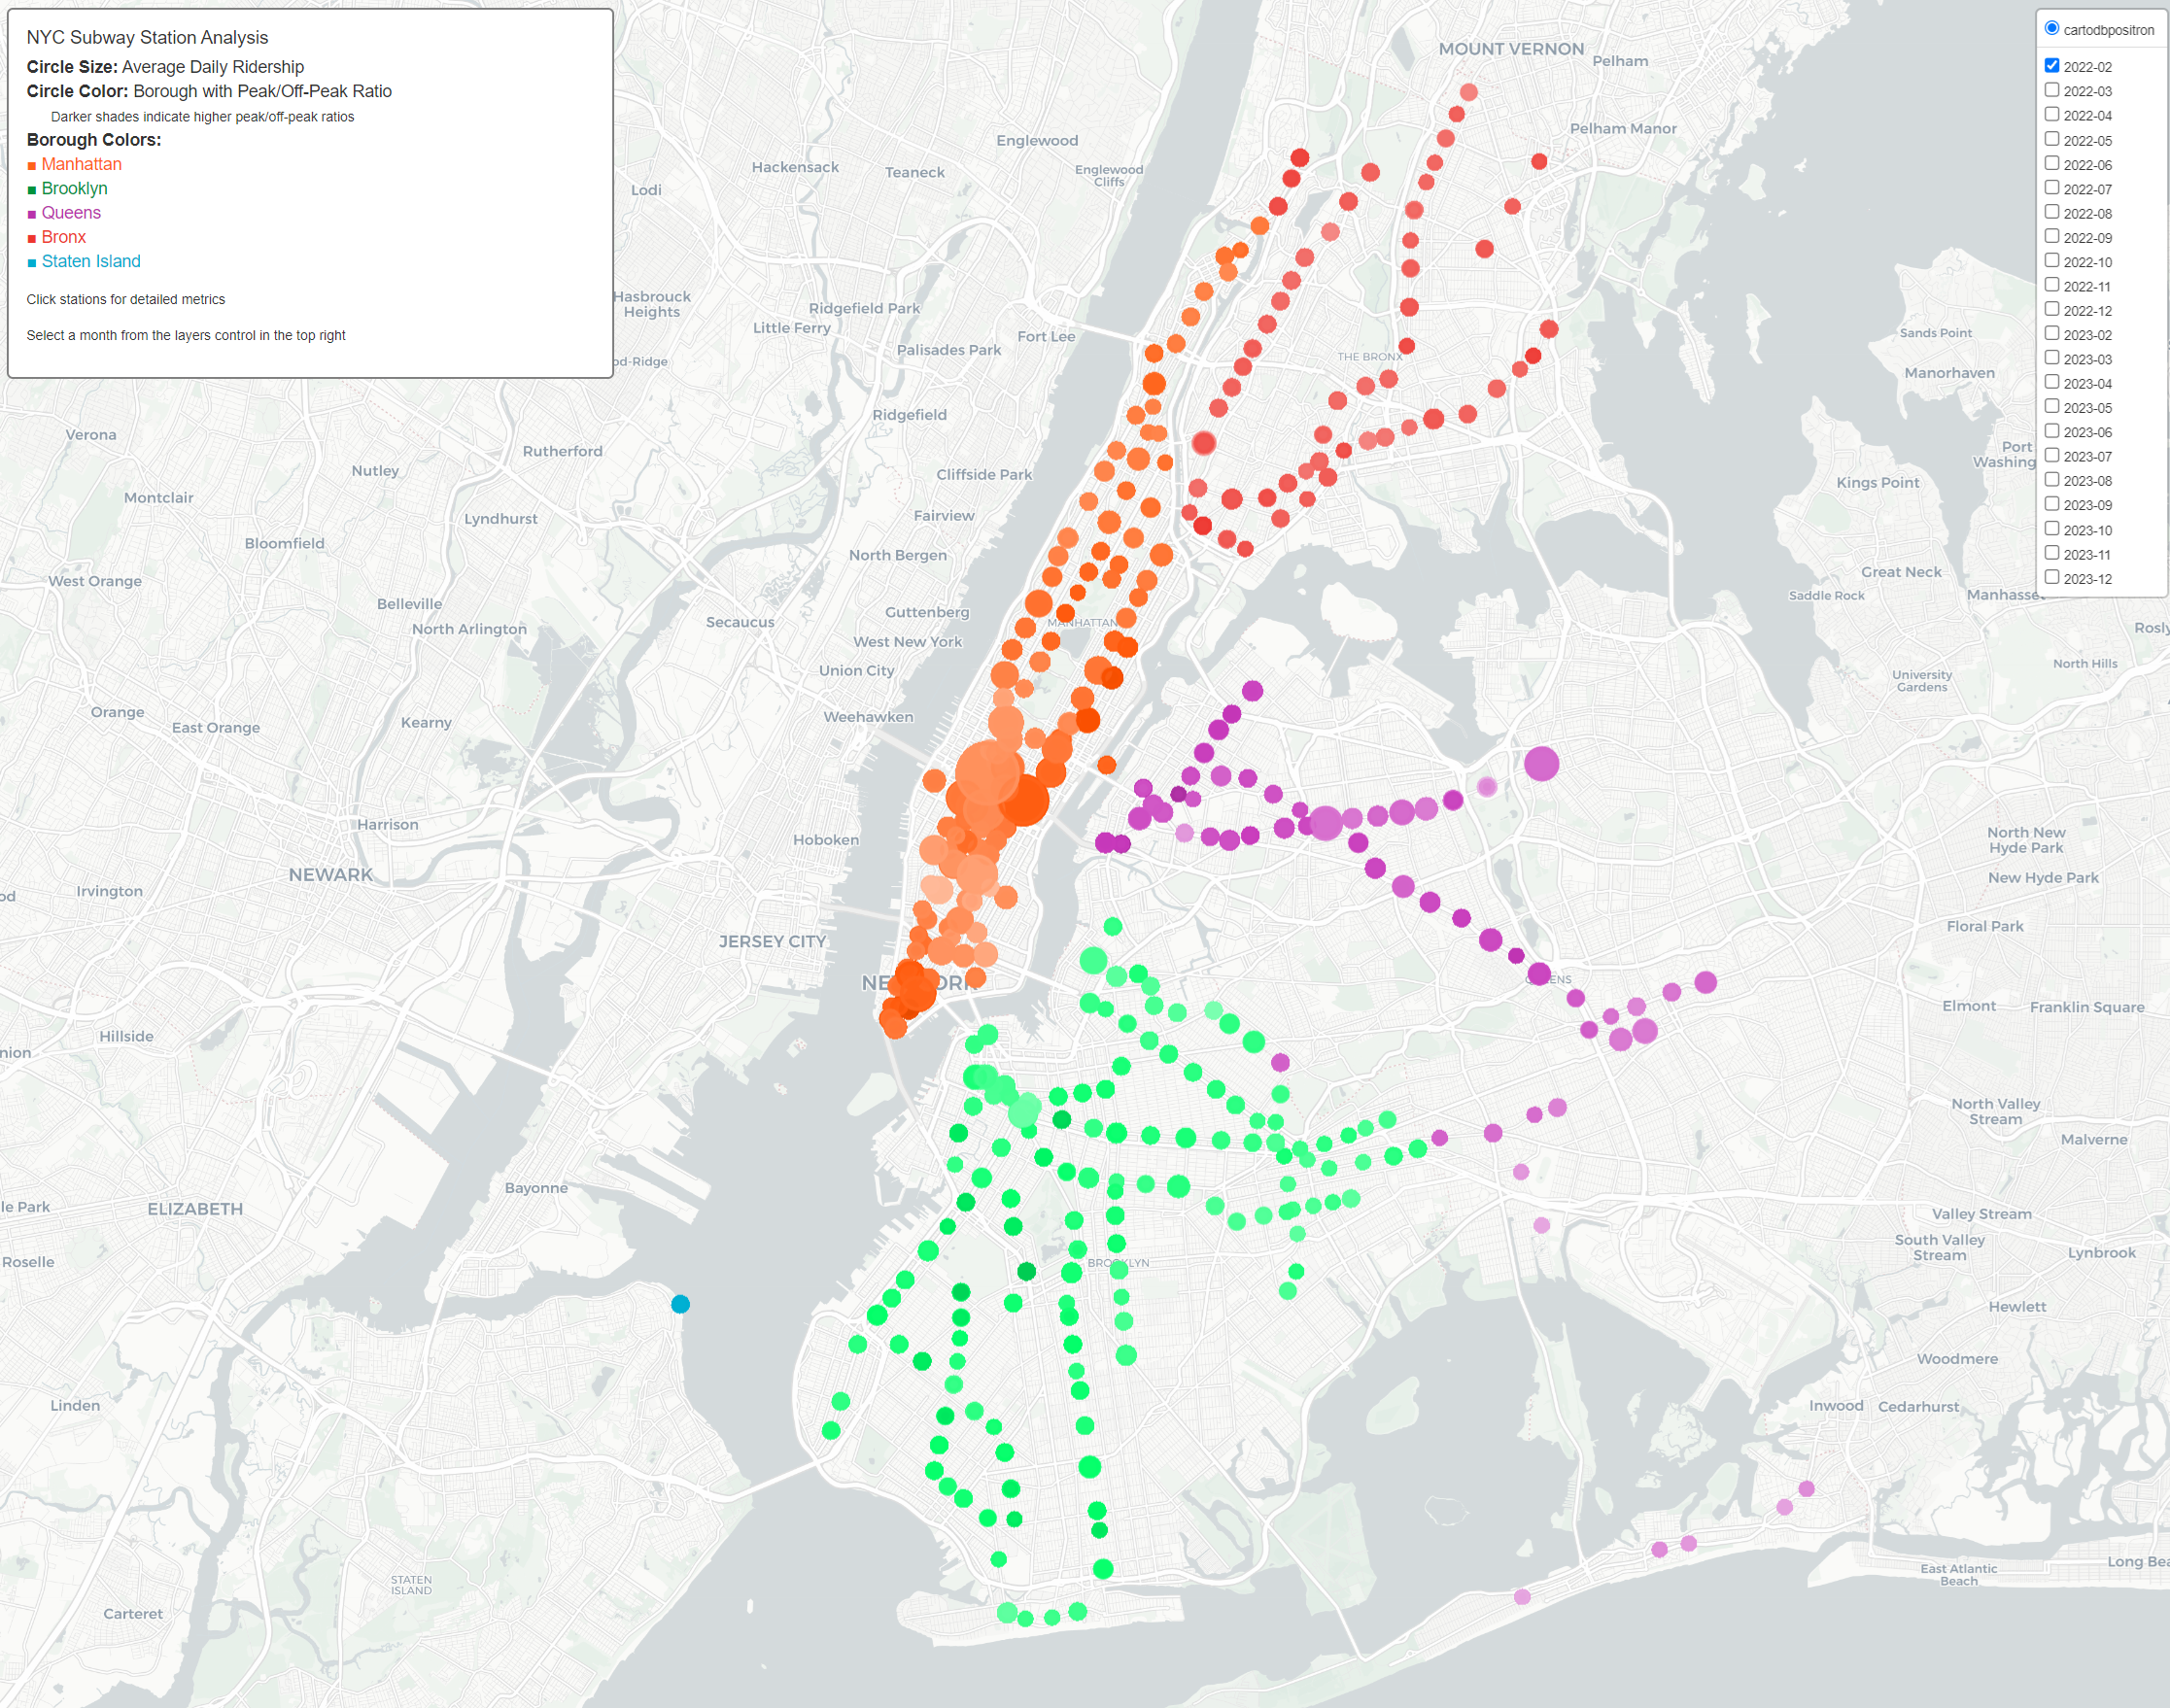 NYC Subway Station Analysis
Circle Size: Average Daily Ridership
Circle Color: Borough with Peak/Off-Peak Ratio
Darker shades indicate higher peak/off-peak ratios
Borough Colors:
Manhattan
Brooklyn
Queens
Bronx
Staten Island
Click stations for detailed metrics
Select a month from the layers control in the top right
cartodbpositron
2022-02
2022-03
2022-04
2022-05
2022-06
2022-07
2022-08
2022-09
2022-10
2022-11
2022-12
2023-02
2023-03
2023-04
2023-05
2023-06
2023-07
2023-08
2023-09
2023-10
2023-11
2023-12
MOUNT VERNON
Pelham
Pelham Manor
Englewood
Englewood
Cliffs
Hackensack
Teaneck
Lodi
Hasbrouck
Heights
Ridgefield Park
Little Ferry
Fort Lee
Palisades Park
od-Ridge
THE BRONX
Sands Point
Manorhaven
Port
Washing
Kings Point
Great Neck
Saddle Rock
Manhasset
Rosly
North Hills
University
Gardens
Ridgefield
Verona
Rutherford
Nutley
Cliffside Park
Montclair
Lyndhurst
Fairview
Bloomfield
North Bergen
West Orange
Belleville
Guttenberg
North Arlington
Secaucus
MANHATTAN
West New York
Union City
Orange
East Orange
Kearny
Weehawken
Harrison
Hoboken
NEWARK
Irvington
od
North New
Hyde Park
New Hyde Park
Floral Park
JERSEY CITY
QUEENS
Elmont
Franklin Square
Hillside
nion
North Valley
Stream
Malverne
Bayonne
ELIZABETH
le Park
Valley Stream
South Valley
Stream
Lynbrook
Roselle
BROOKLYN
Hewlett
Woodmere
Linden
Inwood
Cedarhurst
STATEN
ISLAND
Carteret
East Atlantic
Beach
Long Bea